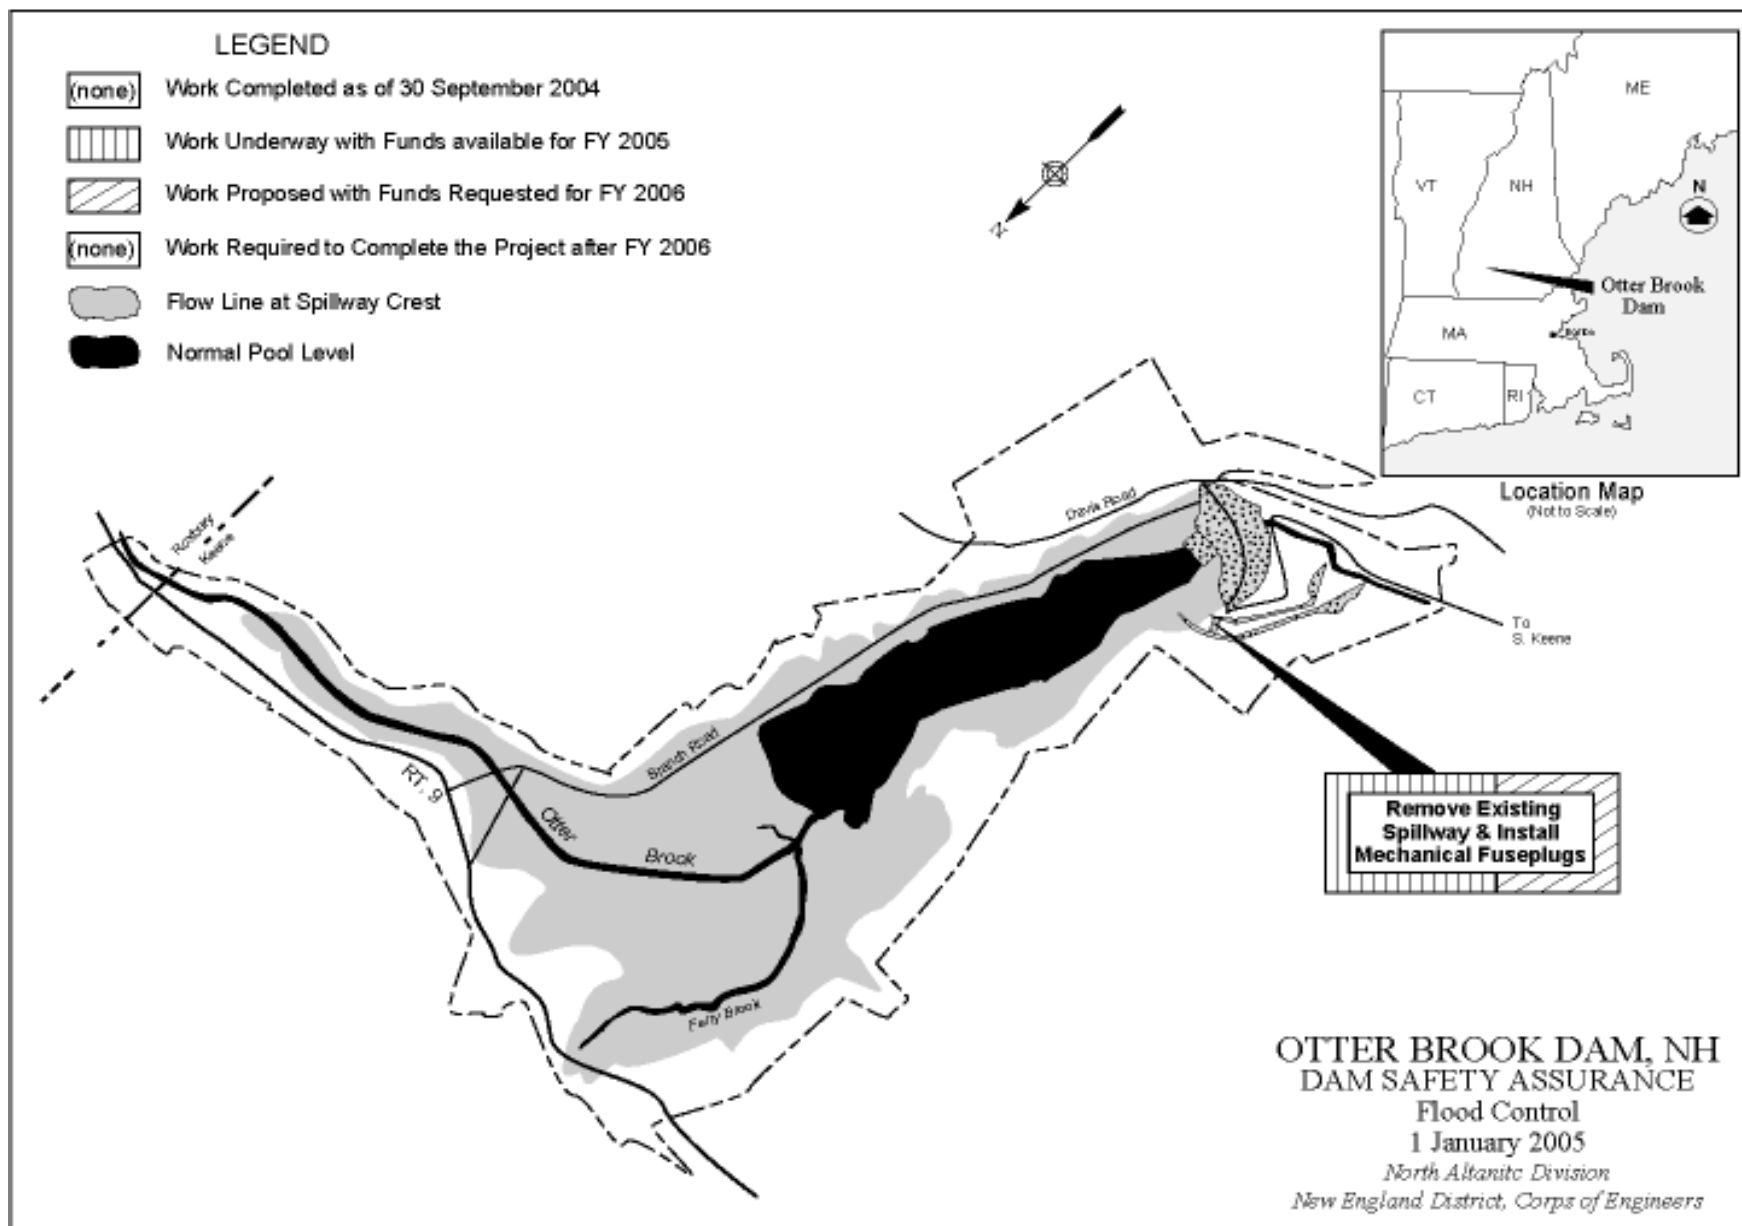 LEGEND
(none) Work Completed as of 30 September 2004
Work Underway with Funds available for FY 2005
Work Proposed with Funds Requested for FY 2006
(none) Work Required to Complete the Project after FY 2006
Flow Line at Spillway Crest
Normal Pool Level
N
ME
VT
NH
N
Otter Brook
Dam
MA
CT
RI
Location Map
(Not to Scale)
Roxbury
Keene
Davis Road
To
S. Keene
Branch Road
RT. 9
Otter
Brook
Ferry Brook
Remove Existing
Spillway & Install
Mechanical Fuseplugs
OTTER BROOK DAM, NH
DAM SAFETY ASSURANCE
Flood Control
1 January 2005
North Altanitc Division
New England District, Corps of Engineers